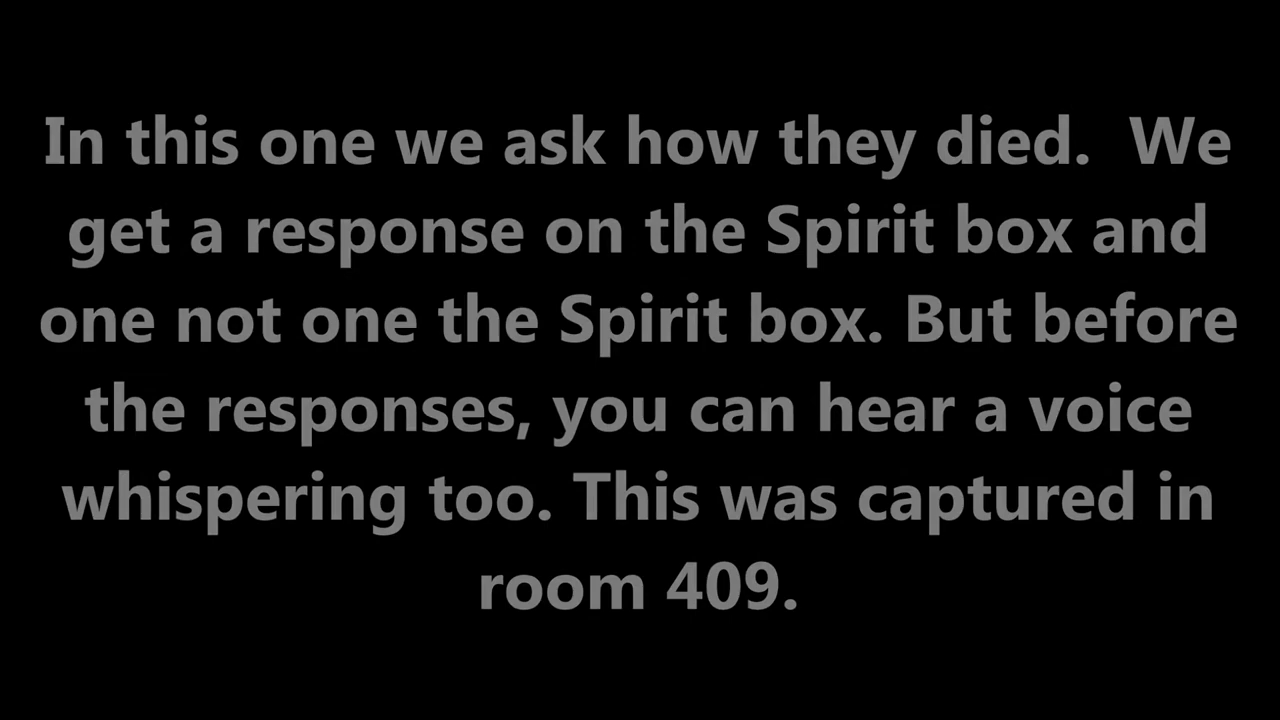 In this one we ask how they died.  We
get a response on the Spirit box and
one not one the Spirit box. But before
the responses, you can hear a voice
whispering too. This was captured in
room 409.